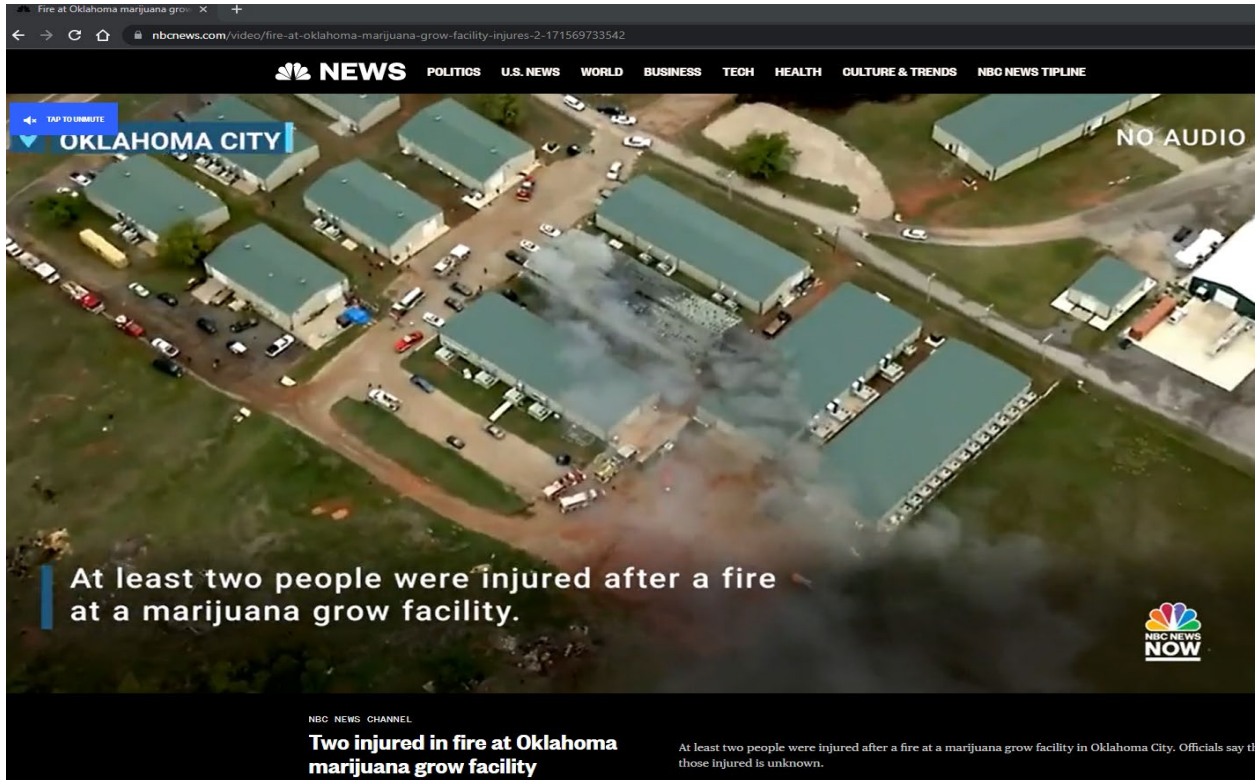 Fire at Oklahoma marijuana grow
nbcnews.com/video/fire-at-oklahoma-marijuana-grow-facility-injures-2-171569733542
NEWS POLITICS U.S. NEWS WORLD BUSINESS TECH HEALTH CULTURE & TRENDS NBC NEWS TIPLINE
TAP TO UNMUTE
OKLAHOMA CITY
NO AUDIO
At least two people were injured after a fire
at a marijuana grow facility.
NBC NEWS
NOW
NBC NEWS CHANNEL
Two injured in fire at Oklahoma
marijuana grow facility
At least two people were injured after a fire at a marijuana grow facility in Oklahoma City. Officials say
those injured is unknown.